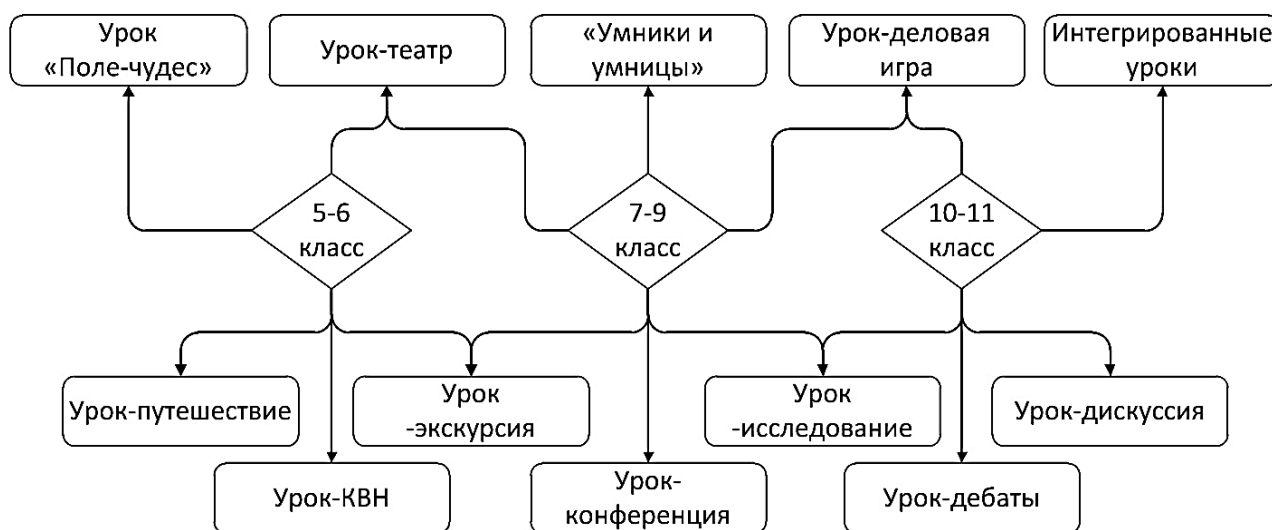 Урок
«Поле-чудес»
Урок-театр
«Умники и
умницы»
Урок-деловая
игра
Интегрированные
уроки
5-6
класс
7-9
класс
10-11
класс
Урок-путешествие
Урок
-экскурсия
Урок
-исследование
Урок-дискуссия
Урок-КВН
Урок-
конференция
Урок-дебаты